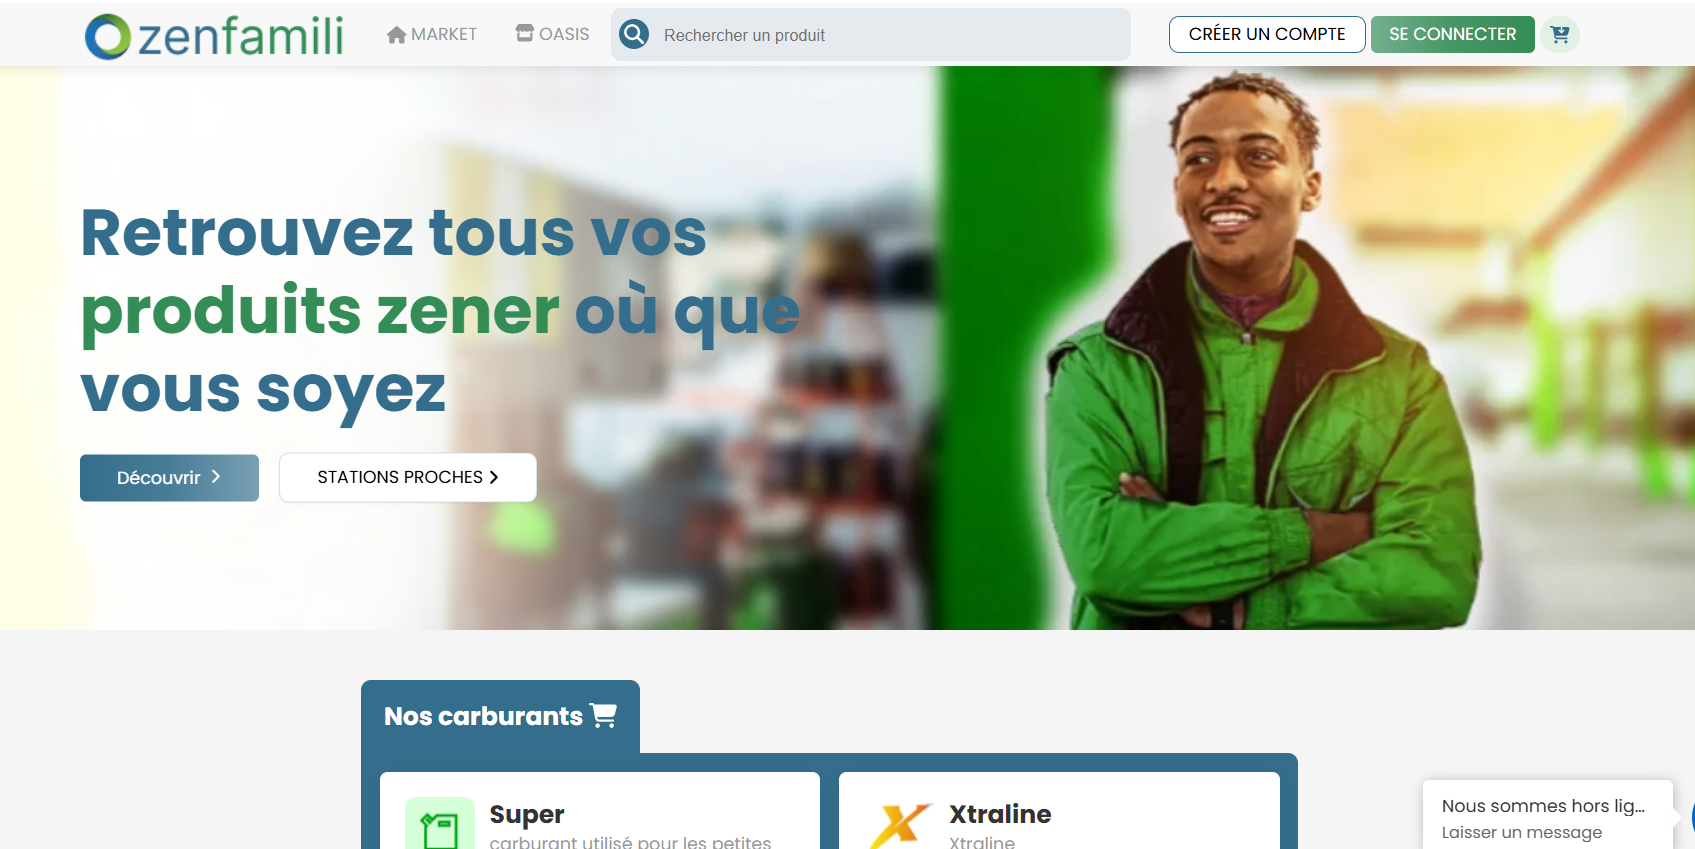 zenfamili
MARKET
OASIS
Rechercher un produit
CRÉER UN COMPTE
SE CONNECTER
Retrouvez tous vos
produits zener où que
vous soyez
Découvrir
STATIONS PROCHES
Nos carburants
Super
carburant utilisé pour les petites
Xtraline
Xtraline
Nous sommes hors lig...
Laisser un message